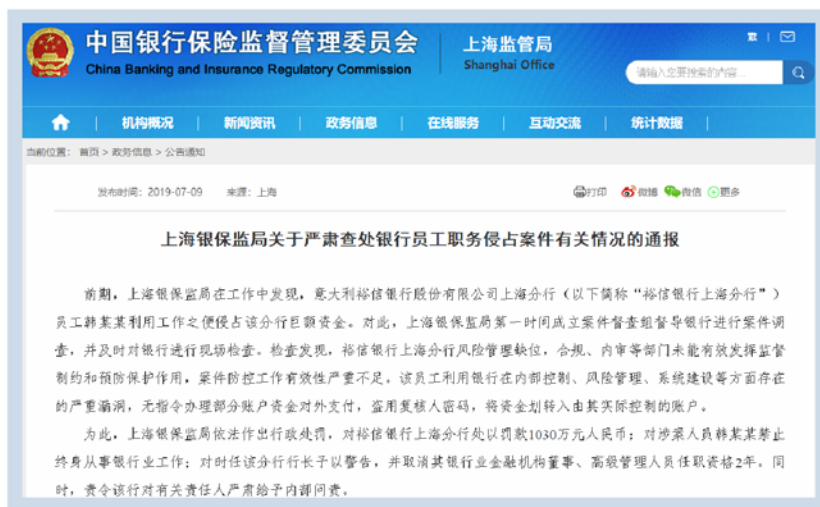 中国银行保险监督管理委员会
China Banking and Insurance Regulatory Commission
上海监管局
Shanghai Office
繁
请输入您要搜索的内容...
机构概况
新闻资讯
政务信息
在线服务
互动交流
统计数据
当前位置： 首页 > 政务信息 > 公告通知
发布时间：2019-07-09 来源：上海
打印 微博 微信 更多
上海银保监局关于严肃查处银行员工职务侵占案件有关情况的通报
前期，上海银保监局在工作中发现，意大利裕信银行股份有限公司上海分行（以下简称“裕信银行上海分行”）
员工韩某某利用工作之便侵占该分行巨额资金。对此，上海银保监局第一时间成立案件督查组督导银行进行案件调
查，并及时对银行进行现场检查。检查发现，裕信银行上海分行风险管理缺位，合规、内审等部门未能有效发挥监督
制约和预防保护作用，案件防控工作有效性严重不足。该员工利用银行在内部控制、风险管理、系统建设等方面存在
的严重漏洞，无指令办理部分账户资金对外支付，盗用复核人密码，将资金划转入由其实际控制的账户。
为此，上海银保监局依法作出行政处罚，对裕信银行上海分行处以罚款1030万元人民币；对涉案人员韩某某禁止
终身从事银行业工作；对时任该分行行长予以警告，并取消其银行业金融机构董事、高级管理人员任职资格2年。同
时，责令该行对有关责任人严肃给予内部问责。